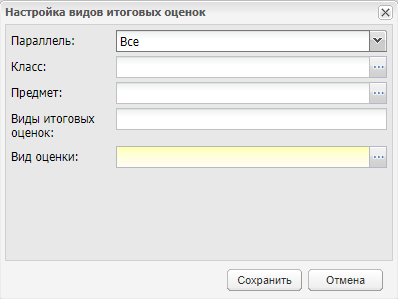 Настройка видов итоговых оценок
Параллель: Все
Класс:
Предмет:
Виды итоговых
оценок:
Вид оценки:
Сохранить Отмена